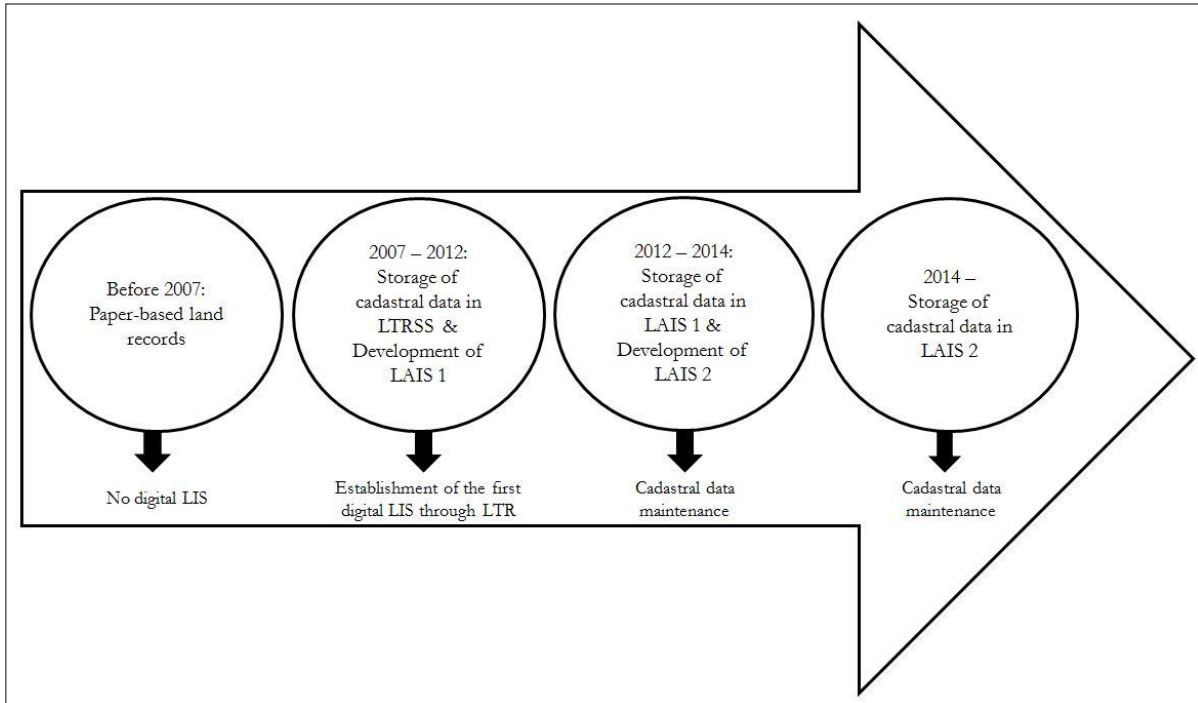 Before 2007:
Paper-based land
records
2007 – 2012:
Storage of
cadastral data in
LTRSS &
Development of
LAIS 1
2012 – 2014:
Storage of
cadastral data in
LAIS 1 &
Development of
LAIS 2
2014 –
Storage of
cadastral data in
LAIS 2
No digital LIS
Establishment of the first
digital LIS through LTR
Cadastral data
maintenance
Cadastral data
maintenance